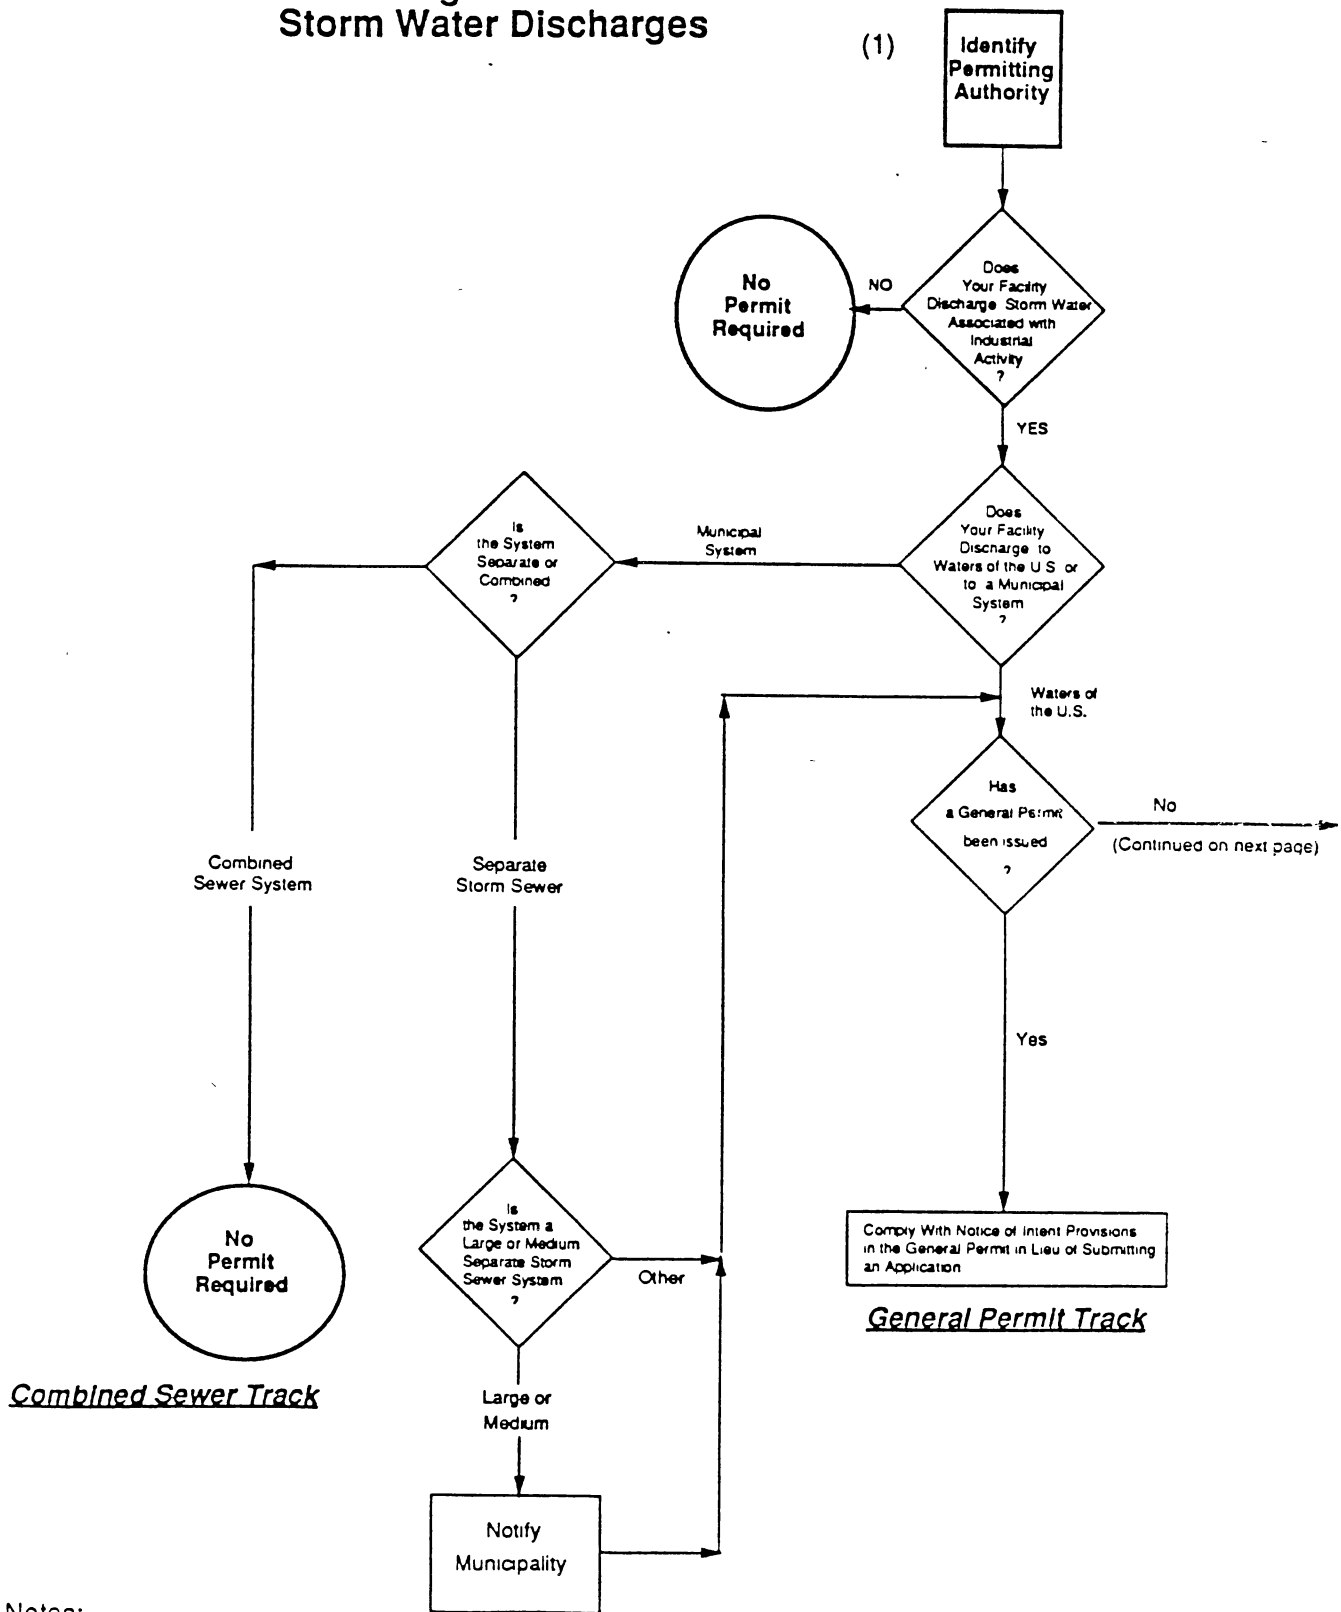 Storm Water Discharges
(1)
Identify
Permitting
Authority
Does
Your Facility
Discharge Storm Water
Associated with
Industrial
Activity
?
NO
No
Permit
Required
YES
Does
Your Facility
Discharge to
Waters of the U.S. or
to a Municipal
System
?
Municipal
System
Is
the System
Separate or
Combined
?
Waters of
the U.S.
Has
a General Permit
been issued
?
No
(Continued on next page)
Combined
Sewer System
Separate
Storm Sewer
Yes
No
Permit
Required
Combined Sewer Track
Is
the System a
Large or Medium
Separate Storm
Sewer System
?
Other
Comply With Notice of Intent Provisions
in the General Permit in Lieu of Submitting
an Application
General Permit Track
Large or
Medium
Notify
Municipality
Notes: